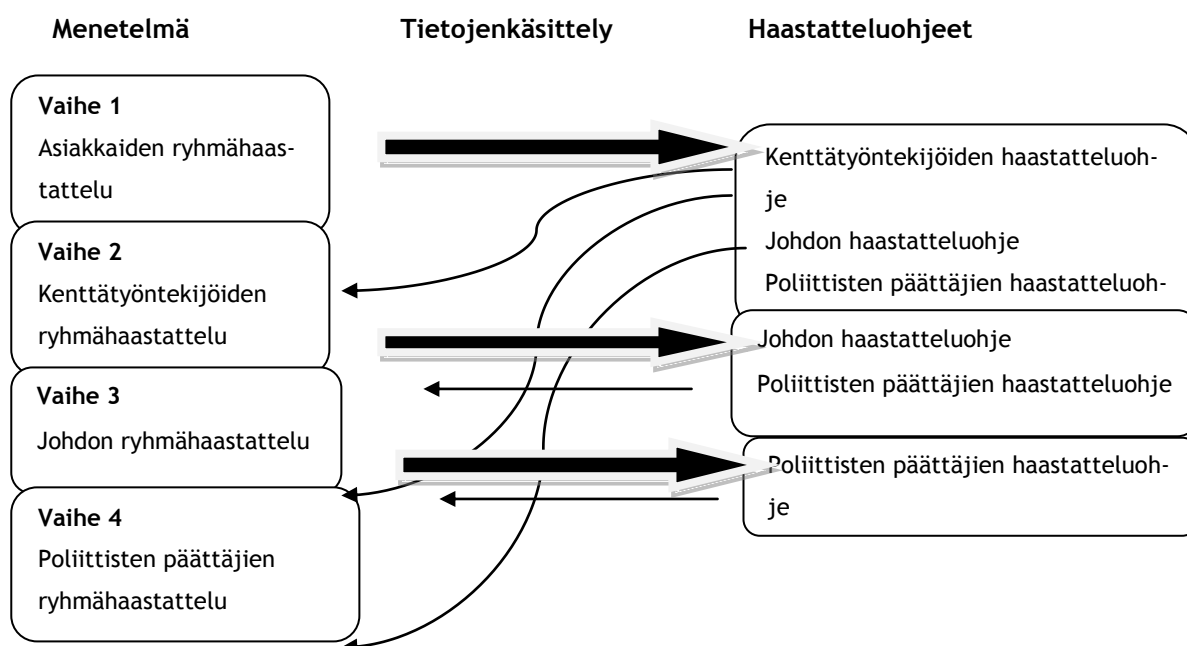 Menetelmä Tietojenkäsittely Haastatteluohjeet
Vaihe 1
Asiakkaiden ryhmähaas-
tattelu
Vaihe 2
Kenttätyöntekijöiden
ryhmähaastattelu
Vaihe 3
Johdon ryhmähaastattelu
Vaihe 4
Poliittisten päättäjien
ryhmähaastattelu
Kenttätyöntekijöiden haastatteluoh-
je
Johdon haastatteluohje
Poliittisten päättäjien haastatteluoh-
Johdon haastatteluohje
Poliittisten päättäjien haastatteluohje
Poliittisten päättäjien haastatteluoh-
je